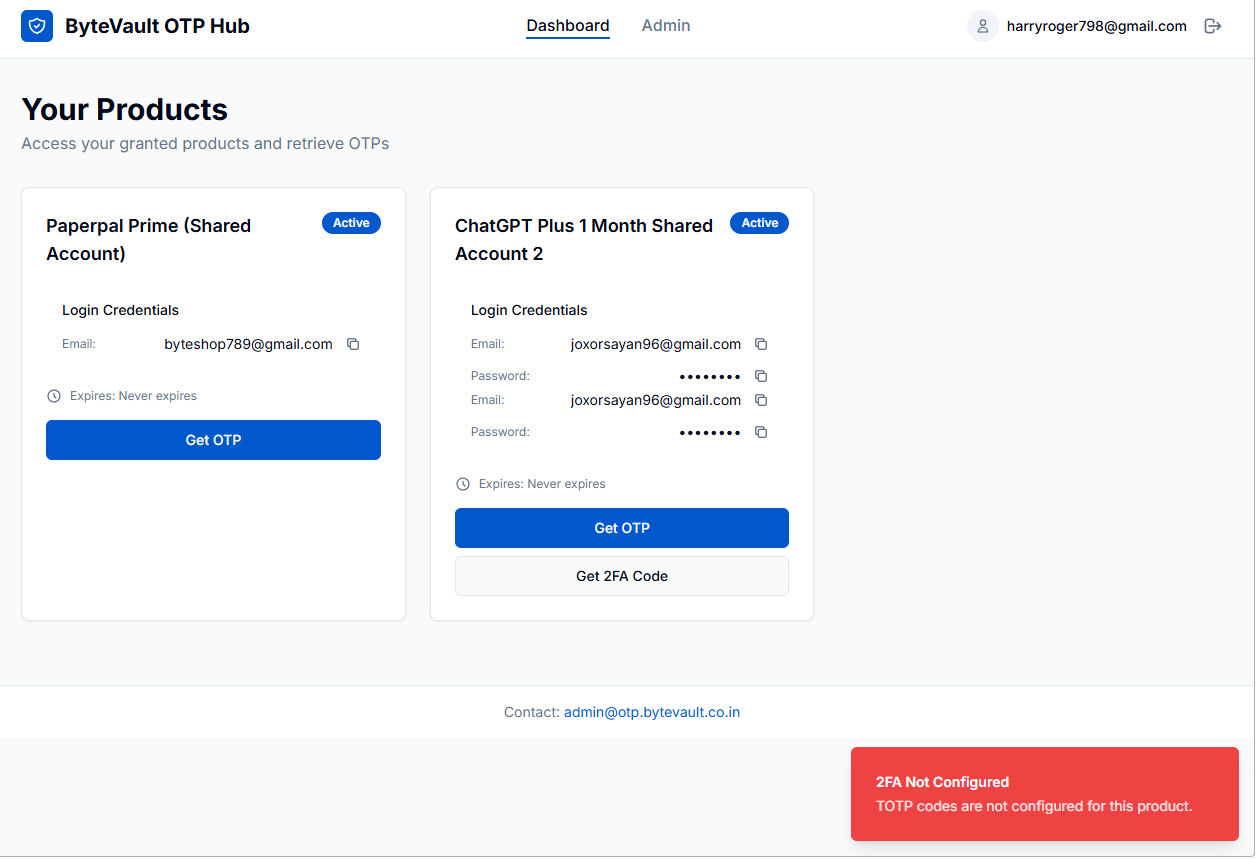 ByteVault OTP Hub
Dashboard
Admin
harryroger798@gmail.com
Your Products
Access your granted products and retrieve OTPs
Paperpal Prime (Shared
Account)
Active
Login Credentials
Email:
byteshop789@gmail.com
Expires: Never expires
Get OTP
ChatGPT Plus 1 Month Shared
Account 2
Active
Login Credentials
Email:
joxorsayan96@gmail.com
Password:
••••••••
Email:
joxorsayan96@gmail.com
Password:
••••••••
Expires: Never expires
Get OTP
Get 2FA Code
Contact: admin@otp.bytevault.co.in
2FA Not Configured
TOTP codes are not configured for this product.